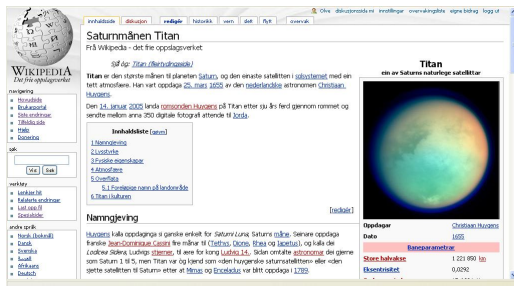 Olve diskusjonssida mi innstillingar overvakingsliste eigne bidrag logg ut
innhaldsside diskusjon redigér historikk vern slett flytt overvak
WIKIPEDIA
Det frie oppslagsverket
navigering
Hovudside
Brukarportal
Siste endringar
Tilfeldig side
Hjelp
Donering
søk
Vis Søk
verktøy
Lenkjer hit
Relaterte endringar
Last opp fil
Spesialsider
andre språk
Norsk (bokmål)
Dansk
Svenska
Afrikaans
Deutsch
Saturnmånen Titan
Frå Wikipedia - det frie oppslagsverket
Sjå òg: Titan (fleirtydingsside)
Titan er den største månen til planeten Saturn, og den einaste satellitten i solsystemet med ein
tett atmosfære. Han vart oppdaga 25. mars 1655 av den nederlandske astronomen Christiaan
Huygens.
Den 14. januar 2005 landa romsonden Huygens på Titan etter sju års ferd gjennom rommet og
sendte mellom anna 350 digitale fotografi attende til Jorda.
Innhaldsliste [gøym]
1 Namngjeving
2 Lysstyrke
3 Fysiske eigenskapar
4 Atmosfære
5 Overflata
5.1 Foreløpige namn på landområde
6 Titan i kulturen
[redigér]
Namngjeving
Huygens kalla oppdaginga si ganske enkelt for Saturni Luna; Saturns måne. Seinare oppdaga
franske Jean-Dominique Cassini fire månar til (Tethys, Dione, Rhea og Iapetus), og kalla dei
Lodicea Sidera; Ludvigs stjerner, til ære for kong Ludvig 14.. Sidan omtalte astronomar dei gjerne
som Saturn 1 til 5, men Titan var òg kjend som «den huygenske saturnsatellitten» eller «den
sjette satellitten til Saturn» etter at Mimas og Enceladus var blitt oppdaga i 1789.
Titan
ein av Saturns naturlege satellittar
Oppdagar Christiaan Huygens
Dato 1655
Baneparametrar
Store halvakse 1 221 850 km
Eksentrisitet 0,0292